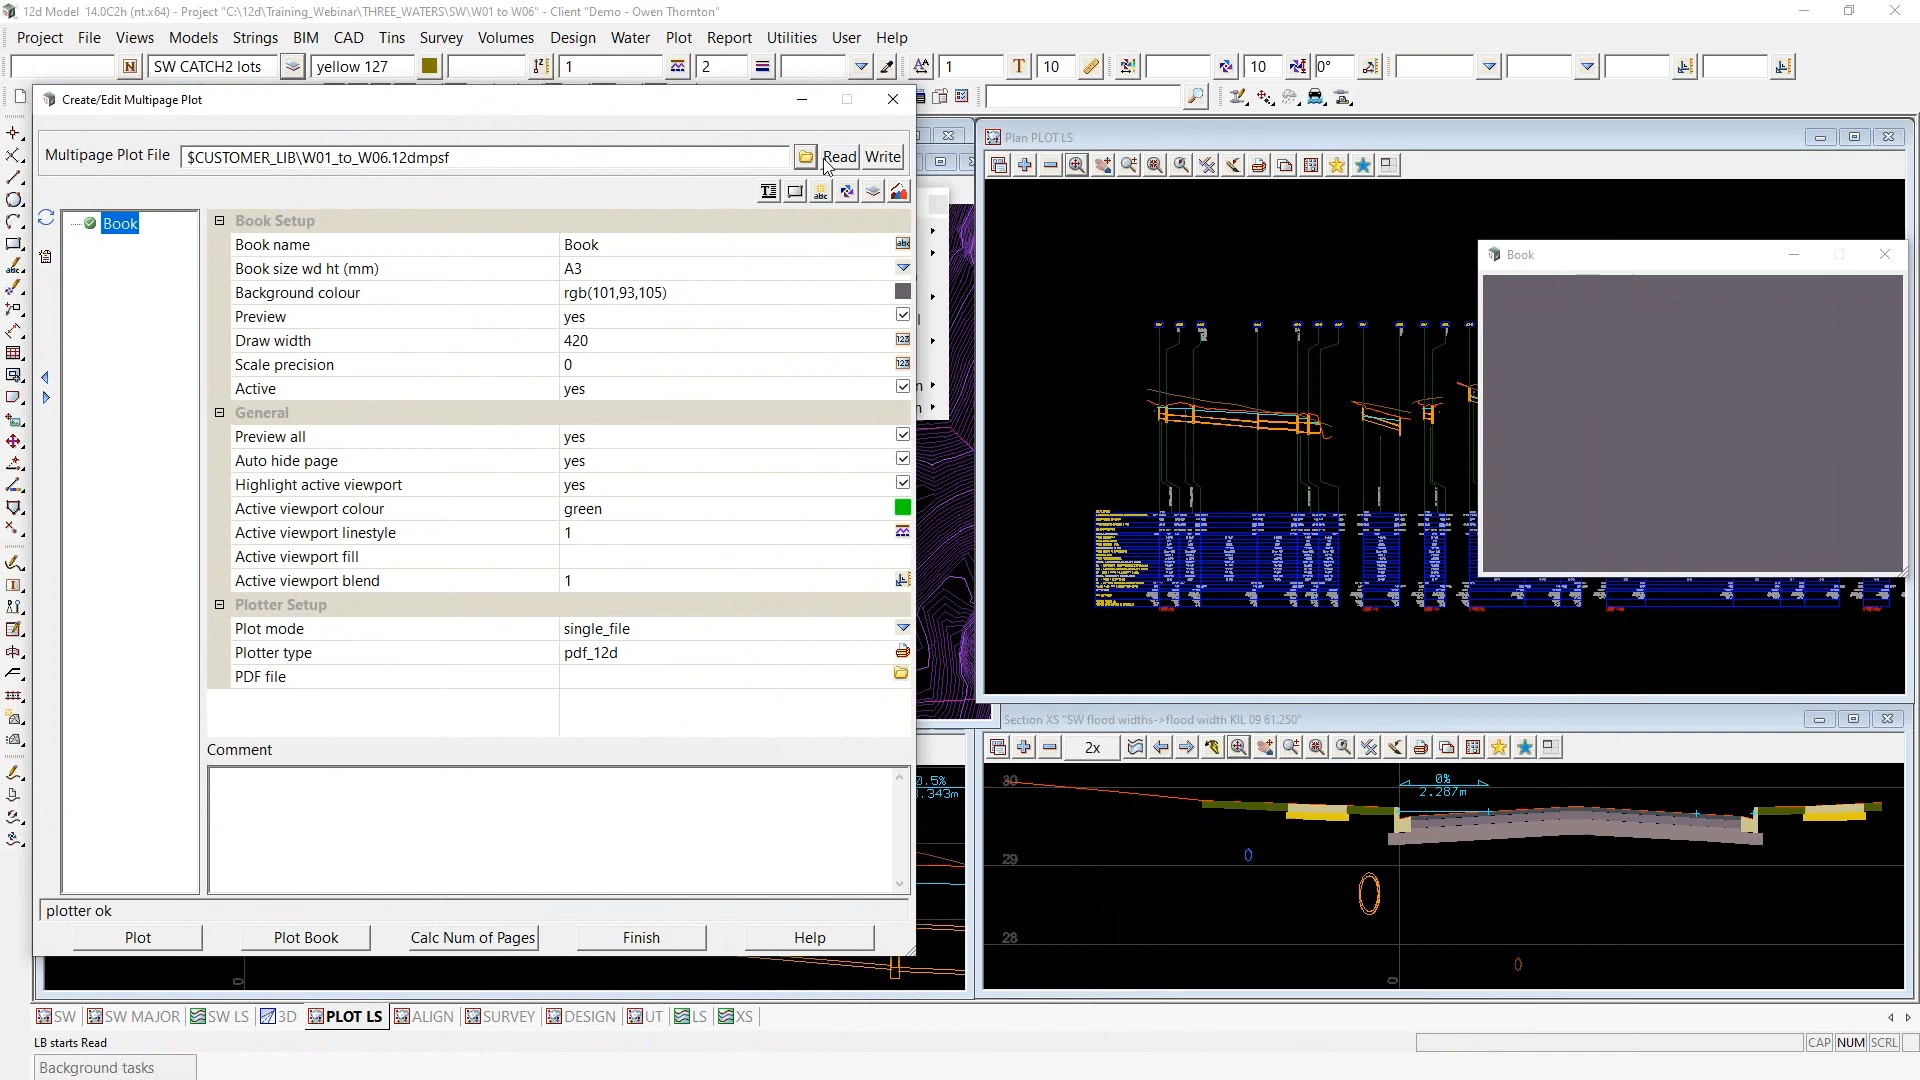 12d Model 14.0C2h (nt.x64) - Project "C:\12d\Training_Webinar\THREE_WATERS\SW\W01 to W06" - Client "Demo - Owen Thornton"
Project File Views Models Strings BIM CAD Tins Survey Volumes Design Water Plot Report Utilities User Help
SW CATCH2 lots yellow 127 1 2 1 10 10 0°
Create/Edit Multipage Plot
Plan PLOT LS
Multipage Plot File $CUSTOMER_LIB\W01_to_W06.12dmpsf Read Write
Book
Book Setup
Book name Book
Book size wd ht (mm) A3
Background colour rgb(101,93,105)
Preview yes
Draw width 420
Scale precision 0
Active yes
General
Preview all yes
Auto hide page yes
Highlight active viewport yes
Active viewport colour green
Active viewport linestyle 1
Active viewport fill
Active viewport blend 1
Plotter Setup
Plot mode single_file
Plotter type pdf_12d
PDF file
Comment
plotter ok
Plot Plot Book Calc Num of Pages Finish Help
Book
Section XS "SW flood widths->flood width KIL 09 61.250"
2x
30
0%
2.287m
29
28
0
0.5%
.343m
0
SW SW MAJOR SW LS 3D PLOT LS ALIGN SURVEY DESIGN UT LS XS
LB starts Read
CAP NUM SCRL
Background tasks